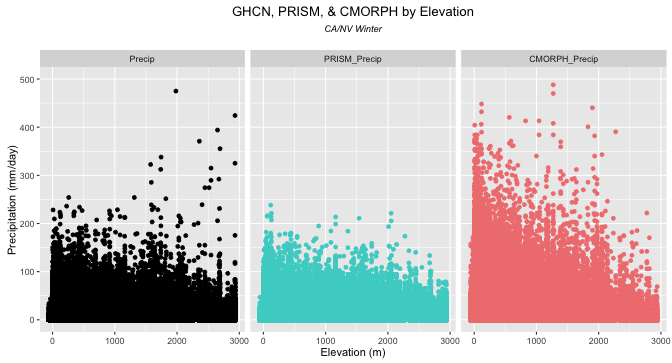 GHCN, PRISM, & CMORPH by Elevation
CA/NV Winter
Precip PRISM_Precip CMORPH_Precip
Precipitation (mm/day)
500
400
300
200
100
0
0 1000 2000 3000 0 1000 2000 3000 0 1000 2000 3000
Elevation (m)